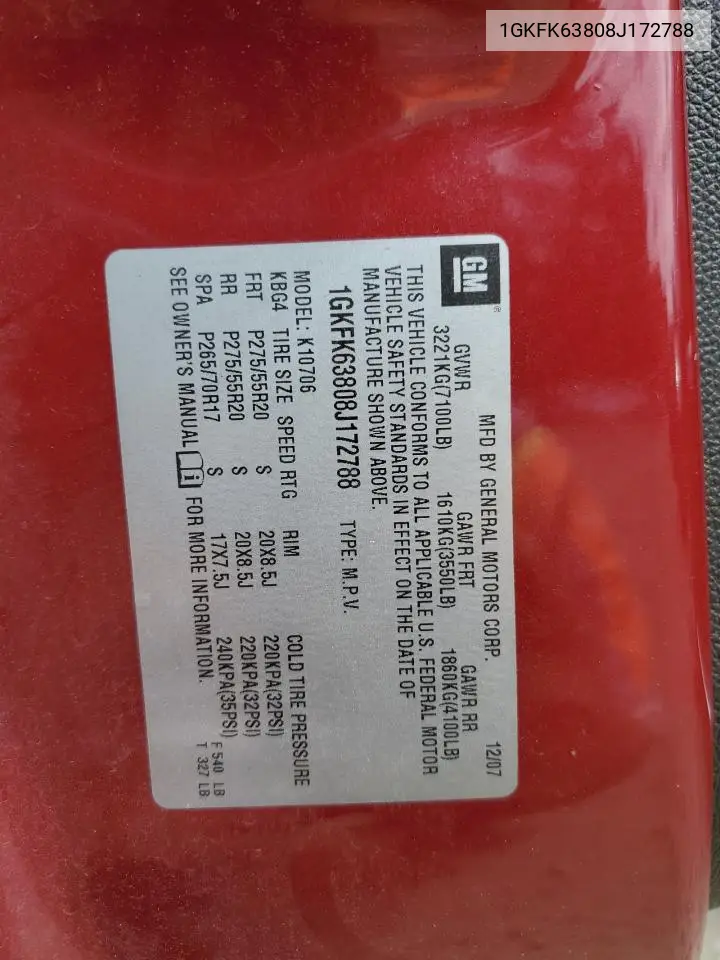 1GKFK63808J172788
GM
®
MFD BY GENERAL MOTORS CORP. 12/07
GVWR GAWR FRT GAWR RR
3221KG(7100LB) 1610KG(3550LB) 1860KG(4100LB)
THIS VEHICLE CONFORMS TO ALL APPLICABLE U.S. FEDERAL MOTOR
VEHICLE SAFETY STANDARDS IN EFFECT ON THE DATE OF
MANUFACTURE SHOWN ABOVE.
1GKFK63808J172788 TYPE: M.P.V.
MODEL: K10706
KBG4 TIRE SIZE SPEED RTG RIM COLD TIRE PRESSURE
FRT P275/55R20 S 20X8.5J 220KPA(32PSI)
RR P275/55R20 S 20X8.5J 220KPA(32PSI)
SPA P265/70R17 S 17X7.5J 240KPA(35PSI)
SEE OWNER'S MANUAL i FOR MORE INFORMATION.
F 540 LB
T 327 LB